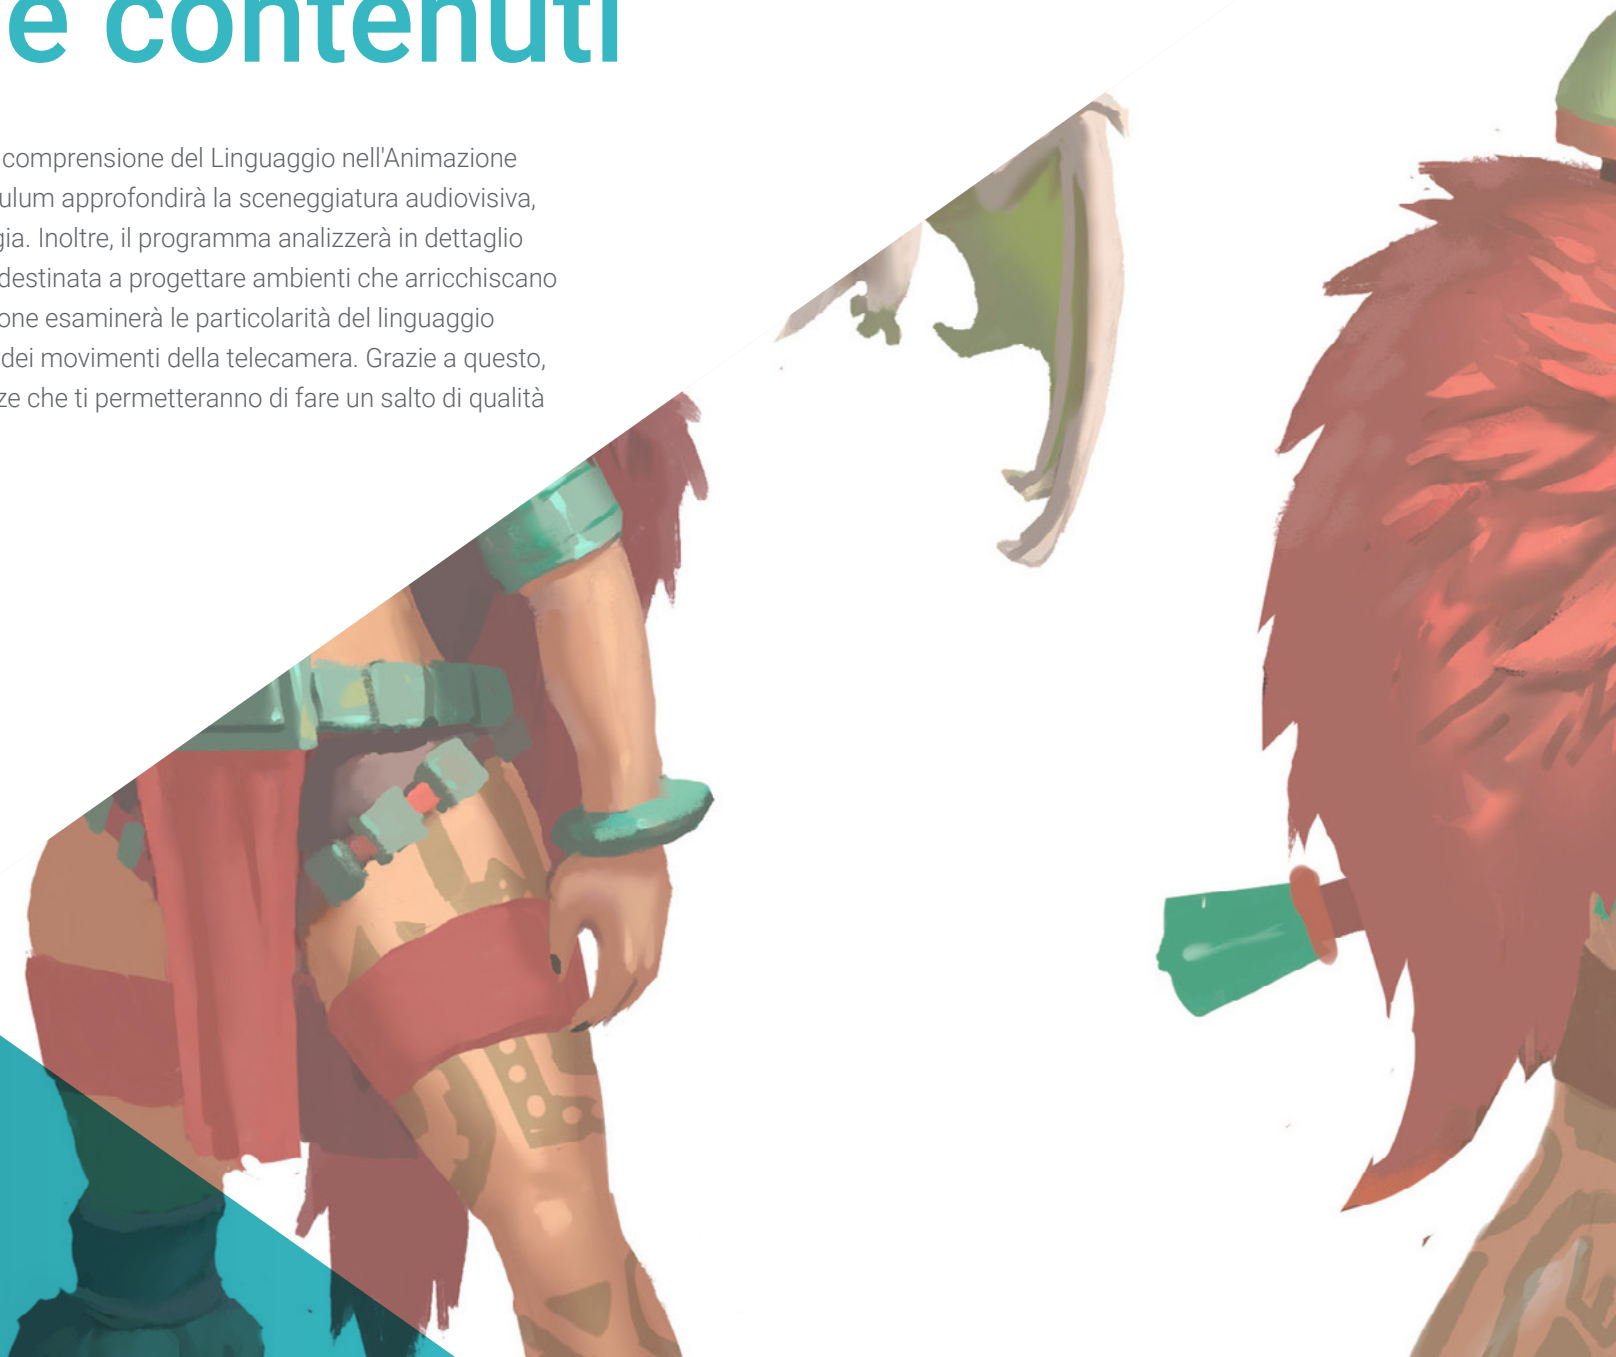 e contenuti
comprensione del Linguaggio nell'Animazione
ulum approfondirà la sceneggiatura audiovisiva,
gia. Inoltre, il programma analizzerà in dettaglio
destinata a progettare ambienti che arricchiscano
one esaminerà le particolarità del linguaggio
dei movimenti della telecamera. Grazie a questo,
ze che ti permetteranno di fare un salto di qualità